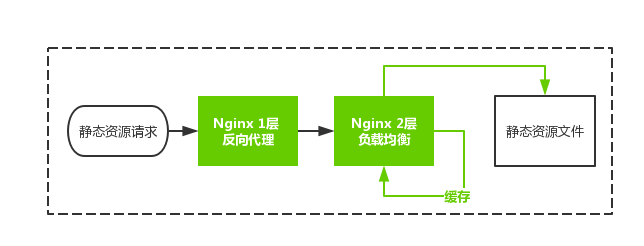 静态资源请求
Nginx 1层
反向代理
Nginx 2层
负载均衡
静态资源文件
缓存